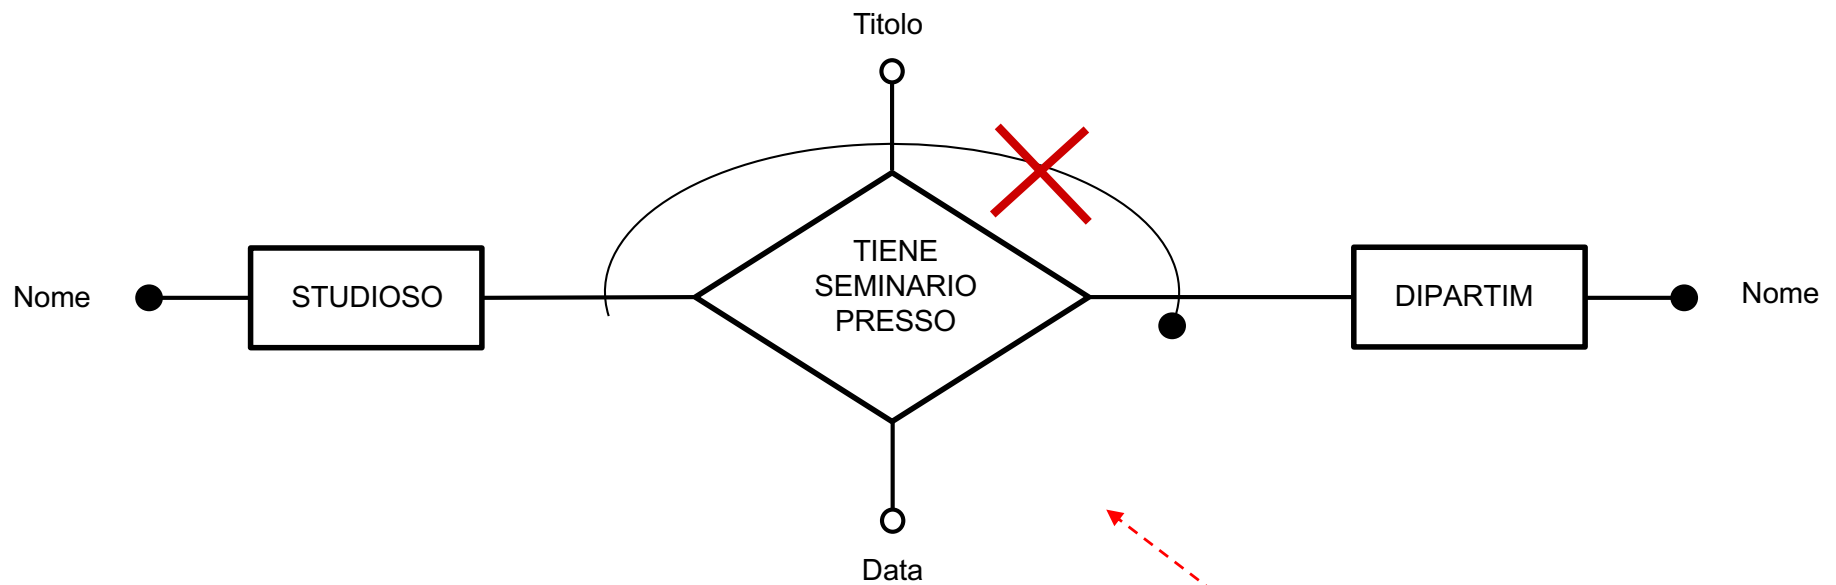 Titolo
Nome
STUDIOSO
TIENE
SEMINARIO
PRESSO
DIPARTIM
Nome
Data